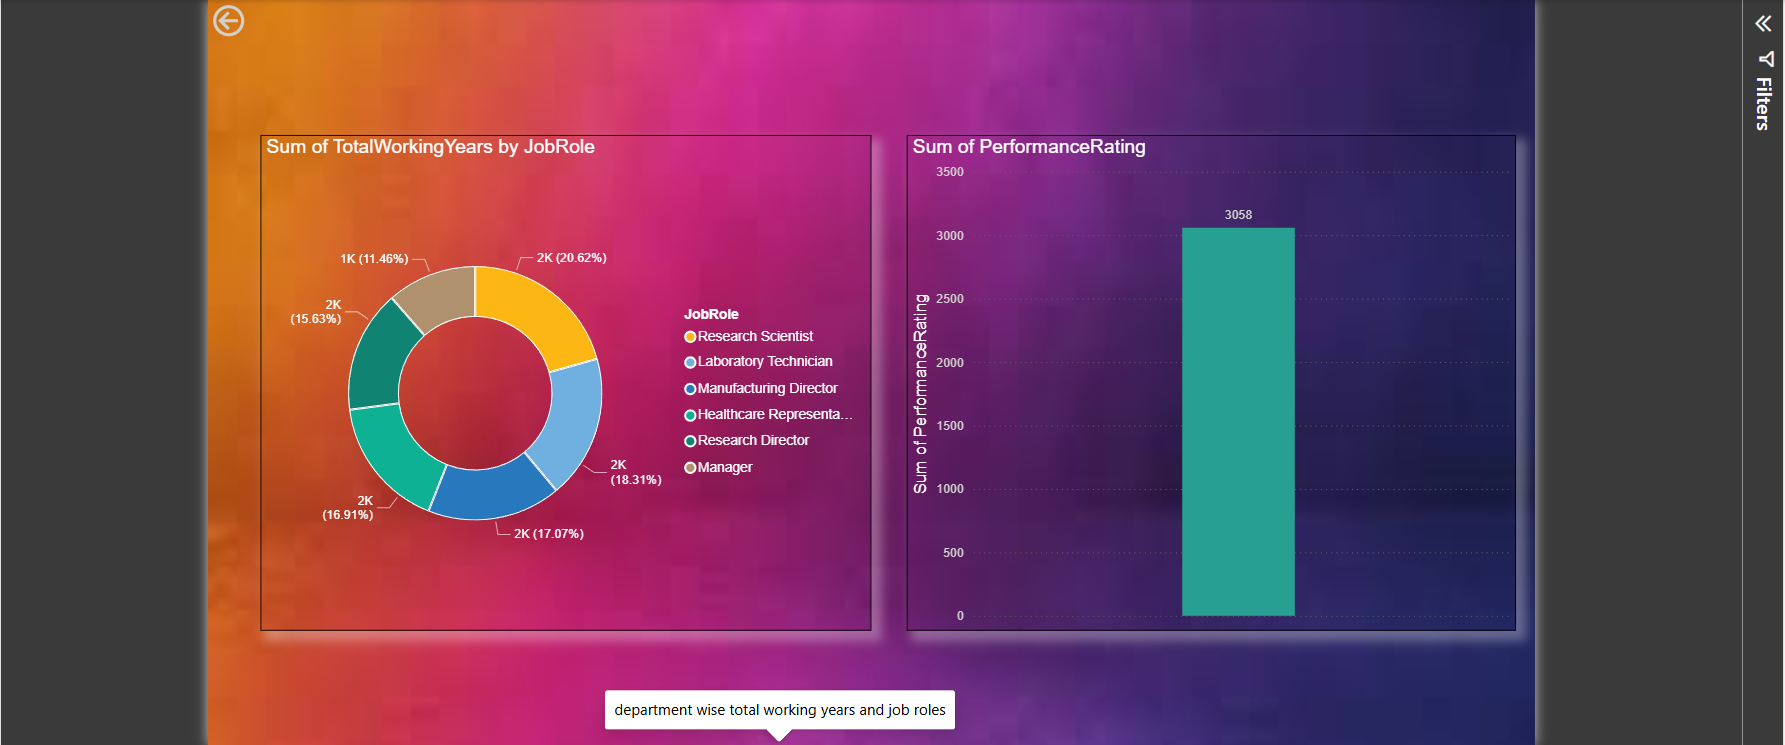 Sum of TotalWorkingYears by JobRole
1K (11.46%)
2K (20.62%)
2K
(15.63%)
2K
(18.31%)
2K
(16.91%)
2K (17.07%)
JobRole
Research Scientist
Laboratory Technician
Manufacturing Director
Healthcare Representa...
Research Director
Manager
Sum of PerformanceRating
Sum of PerformanceRating
3500
3000
2500
2000
1500
1000
500
0
3058
Filters
department wise total working years and job roles